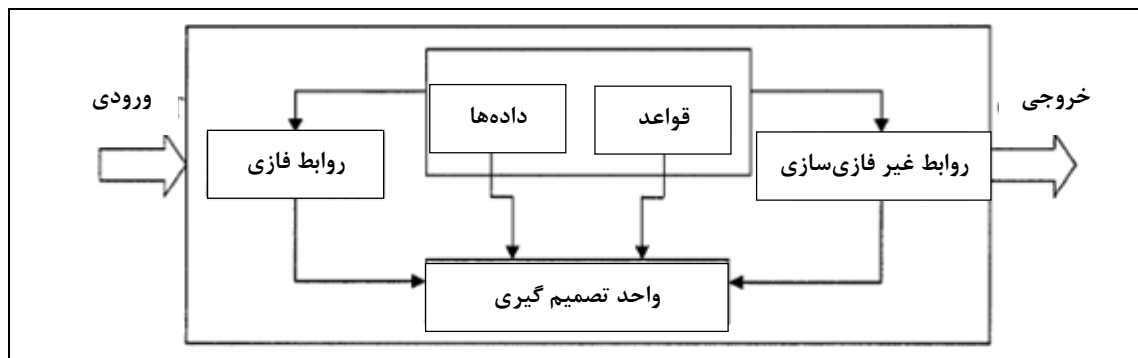 ورودی
خروجی
داده‌ها
قواعد
روابط فازی
روابط غیر فازی‌سازی
واحد تصمیم گیری